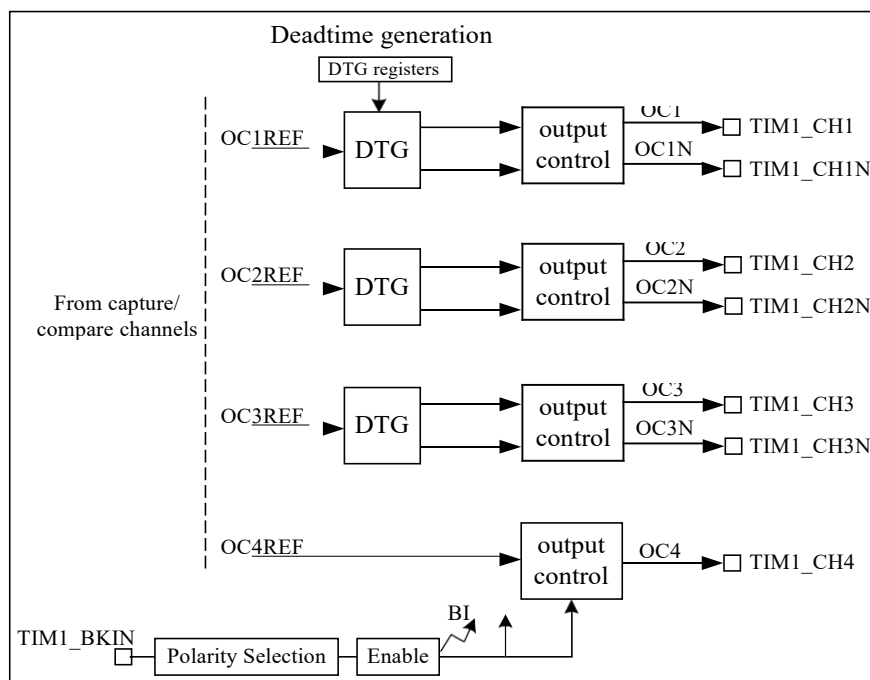 Deadtime generation
DTG registers
OC1REF
DTG
output
control
OC1
OC1N
TIM1_CH1
TIM1_CH1N
OC2REF
DTG
output
control
OC2
OC2N
TIM1_CH2
TIM1_CH2N
From capture/
compare channels
OC3REF
DTG
output
control
OC3
OC3N
TIM1_CH3
TIM1_CH3N
OC4REF
output
control
OC4
TIM1_CH4
TIM1_BKIN
Polarity Selection
Enable
BI